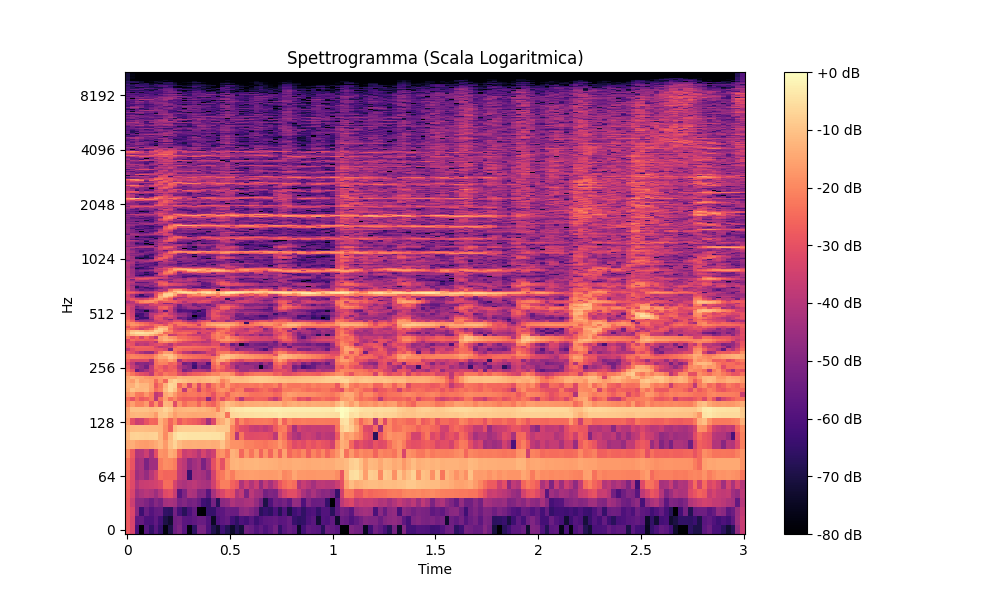 Spettrogramma (Scala Logaritmica)
8192
4096
2048
1024
512
256
128
64
0
Hz
0
0.5
1
1.5
2
2.5
3
Time
+0 dB
-10 dB
-20 dB
-30 dB
-40 dB
-50 dB
-60 dB
-70 dB
-80 dB